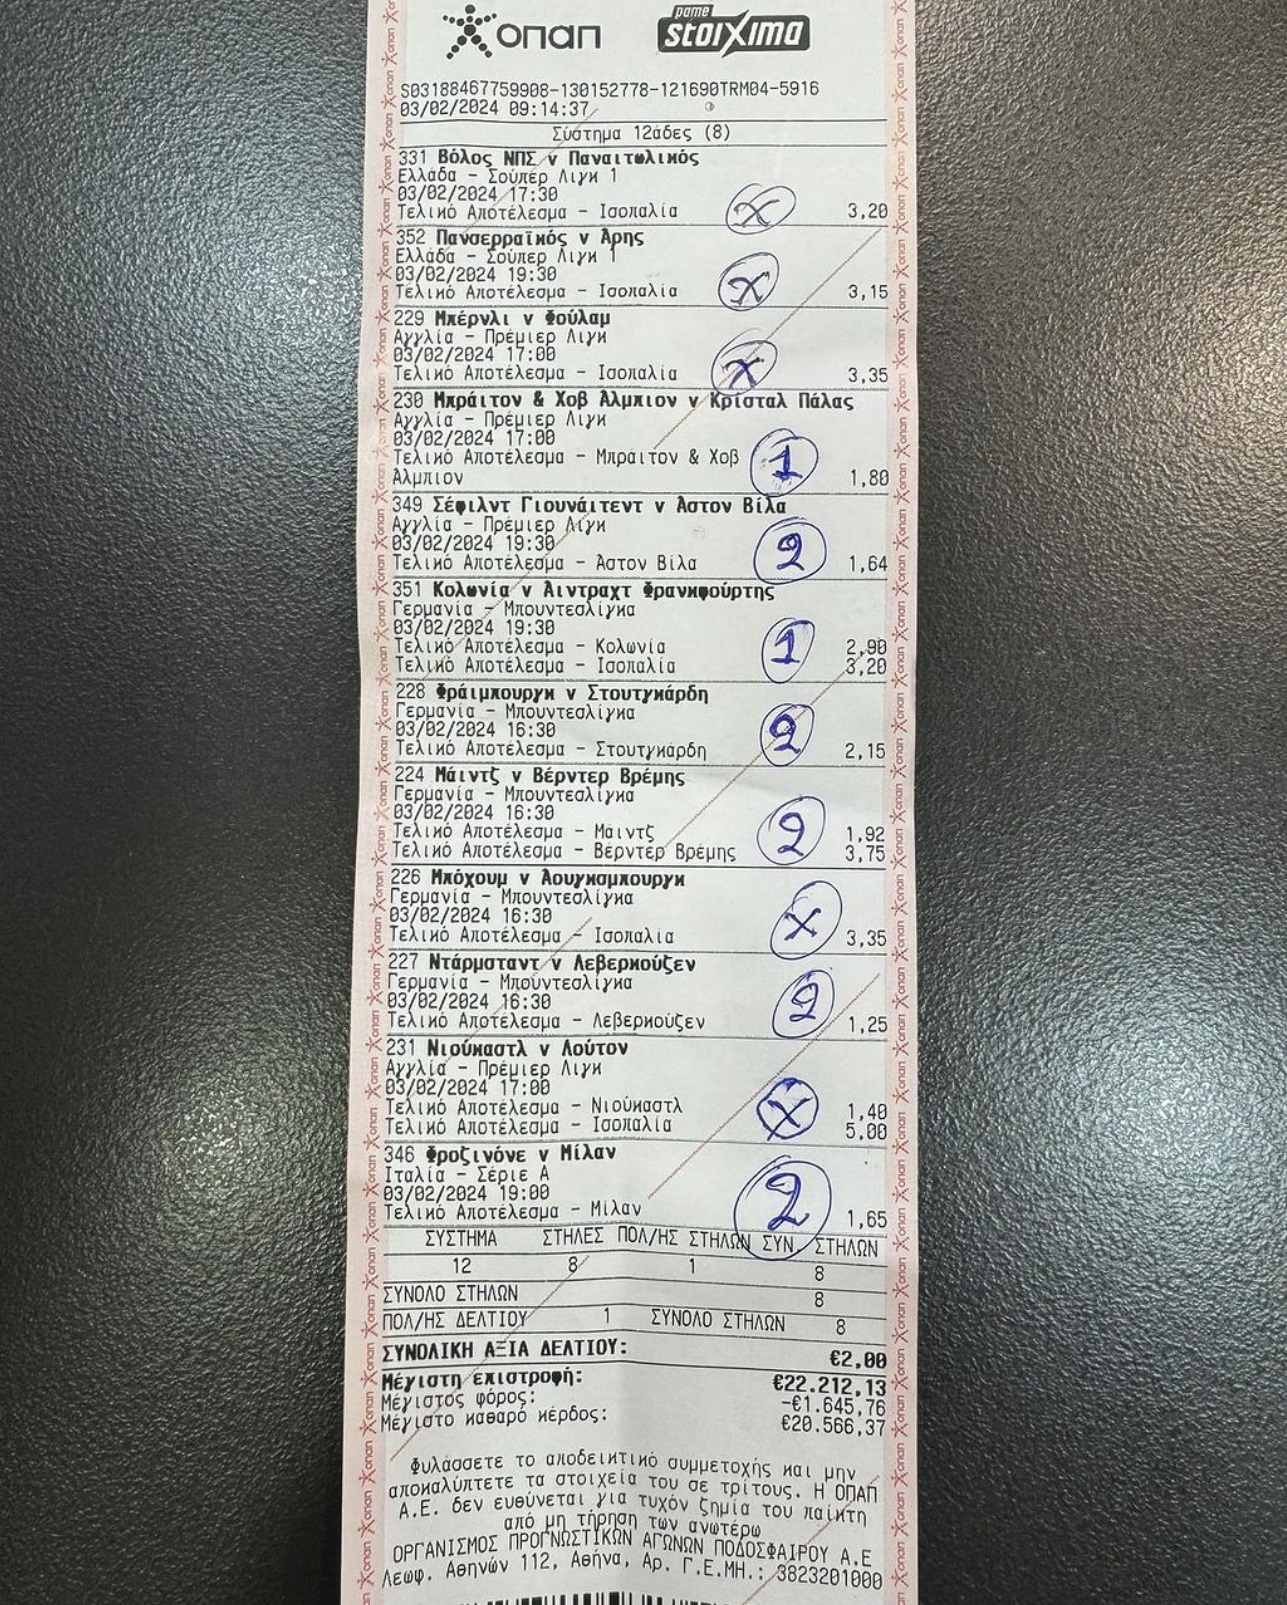 οπαπ
pame stoiXima
S03188467759908-130152778-121690TRM04-5916
03/02/2024 09:14:37
Σύστημα 12άδες (8)
331 Βόλος ΝΠΣ v Παναιτωλικός
Ελλάδα - Σούπερ Λιγκ 1
03/02/2024 17:30
Τελικό Αποτέλεσμα - Ισοπαλία X 3,20
352 Πανσερραϊκός v Άρης
Ελλάδα - Σούπερ Λιγκ 1
03/02/2024 19:30
Τελικό Αποτέλεσμα - Ισοπαλία X 3,15
229 Μπέρνλι v Φούλαμ
Αγγλία - Πρέμιερ Λιγκ
03/02/2024 17:00
Τελικό Αποτέλεσμα - Ισοπαλία X 3,35
230 Μπράιτον & Χοβ Άλμπιον v Κρίσταλ Πάλας
Αγγλία - Πρέμιερ Λιγκ
03/02/2024 17:00
Τελικό Αποτέλεσμα - Μπράιτον & Χοβ 1
Άλμπιον 1,80
349 Σέφιλντ Γιουνάιτεντ v Άστον Βίλα
Αγγλία - Πρέμιερ Λιγκ
03/02/2024 19:30
Τελικό Αποτέλεσμα - Άστον Βίλα 2 1,64
351 Κολωνία v Άιντραχτ Φρανκφούρτης
Γερμανία - Μπουντεσλίγκα
03/02/2024 19:30
Τελικό Αποτέλεσμα - Κολωνία 1 2,90
Τελικό Αποτέλεσμα - Ισοπαλία 3,20
228 Φράιμπουργκ v Στουτγκάρδη
Γερμανία - Μπουντεσλίγκα
03/02/2024 16:30
Τελικό Αποτέλεσμα - Στουτγκάρδη 2 2,15
224 Μάιντζ v Βέρντερ Βρέμης
Γερμανία - Μπουντεσλίγκα
03/02/2024 16:30
Τελικό Αποτέλεσμα - Μάιντζ 2 1,92
Τελικό Αποτέλεσμα - Βέρντερ Βρέμης 3,75
226 Μπόχουμ v Άουγκσμπουργκ
Γερμανία - Μπουντεσλίγκα
03/02/2024 16:30
Τελικό Αποτέλεσμα - Ισοπαλία X 3,35
227 Ντάρμσταντ v Λεβερκούζεν
Γερμανία - Μπουντεσλίγκα
03/02/2024 16:30
Τελικό Αποτέλεσμα - Λεβερκούζεν 2 1,25
231 Νιούκαστλ v Λούτον
Αγγλία - Πρέμιερ Λιγκ
03/02/2024 17:00
Τελικό Αποτέλεσμα - Νιούκαστλ X 1,40
Τελικό Αποτέλεσμα - Ισοπαλία 5,00
346 Φροζινόνε v Μίλαν
Ιταλία - Σέριε Α
03/02/2024 19:00
Τελικό Αποτέλεσμα - Μίλαν 2 1,65
ΣΥΣΤΗΜΑ ΣΤΗΛΕΣ ΠΟΛ/ΗΣ ΣΤΗΛΩΝ ΣΥΝ. ΣΤΗΛΩΝ
12 8 1 8
ΣΥΝΟΛΟ ΣΤΗΛΩΝ 8
ΠΟΛ/ΗΣ ΔΕΛΤΙΟΥ 1 ΣΥΝΟΛΟ ΣΤΗΛΩΝ 8
ΣΥΝΟΛΙΚΗ ΑΞΙΑ ΔΕΛΤΙΟΥ: €2,00
Μέγιστη επιστροφή: €22.212,13
Μέγιστος φόρος: -€1.645,76
Μέγιστο καθαρό κέρδος: €20.566,37
Φυλάσσετε το αποδεικτικό συμμετοχής και μην
αποκαλύπτετε τα στοιχεία του σε τρίτους. Η ΟΠΑΠ
Α.Ε. δεν ευθύνεται για τυχόν ζημία του παίκτη
από μη τήρηση των ανωτέρω
ΟΡΓΑΝΙΣΜΟΣ ΠΡΟΓΝΩΣΤΙΚΩΝ ΑΓΩΝΩΝ ΠΟΔΟΣΦΑΙΡΟΥ Α.Ε
Λεωφ. Αθηνών 112, Αθήνα, Αρ. Γ.Ε.ΜΗ.: 3823201000